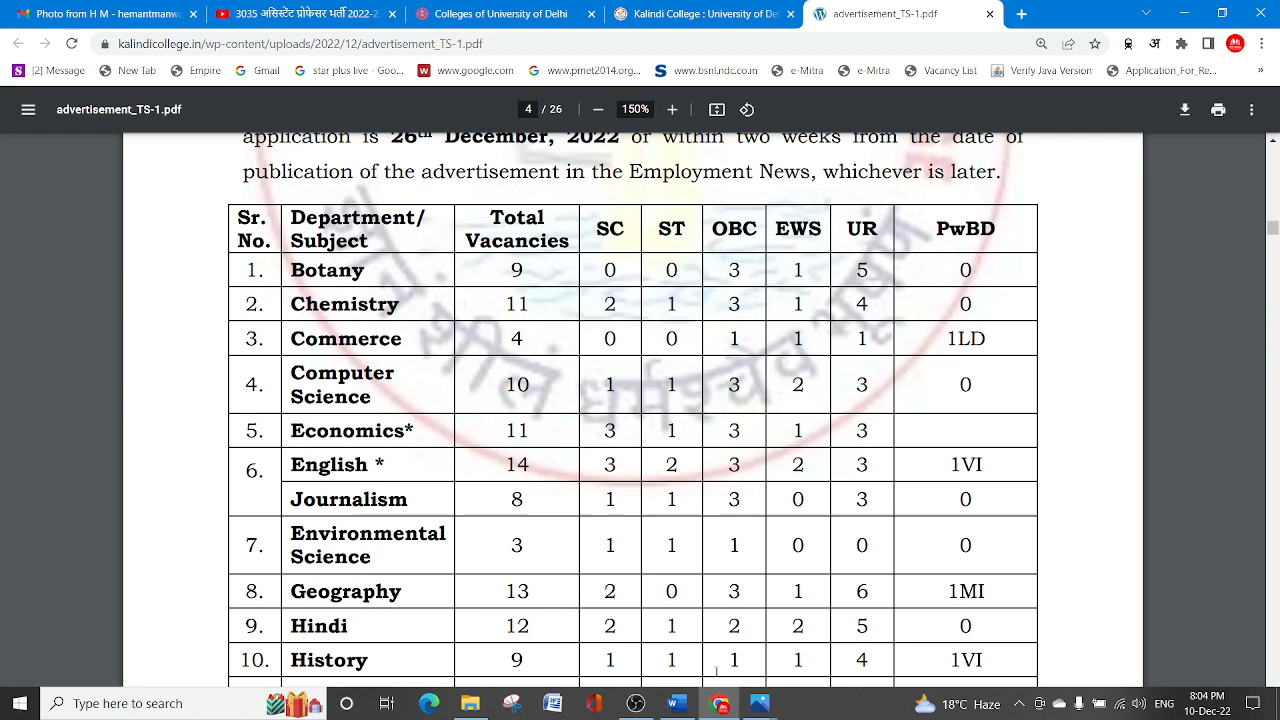 Photo from H M - hemantmanwa
3035 असिस्टेंट प्रोफेसर भर्ती 2022-2
Colleges of University of Delhi
Kalindi College : University of Del
advertisement_TS-1.pdf
kalindicollege.in/wp-content/uploads/2022/12/advertisement_TS-1.pdf
[2] Message
New Tab
Empire
Gmail
star plus live - Goo...
www.google.com
www.pmet2014.org...
www.bsnlrdc.co.in
e-Mitra
e-Mitra
Vacancy List
Verify Java Version
Application_For_Re...
»
advertisement_TS-1.pdf
4 / 26
150%
application is 26th December, 2022 or within two weeks from the date of
publication of the advertisement in the Employment News, whichever is later.
Sr. No. Department/ Subject Total Vacancies SC ST OBC EWS UR PwBD
1. Botany 9 0 0 3 1 5 0
2. Chemistry 11 2 1 3 1 4 0
3. Commerce 4 0 0 1 1 1 1LD
4. Computer Science 10 1 1 3 2 3 0
5. Economics* 11 3 1 3 1 3
6. English * 14 3 2 3 2 3 1VI
Journalism 8 1 1 3 0 3 0
7. Environmental Science 3 1 1 1 0 0 0
8. Geography 13 2 0 3 1 6 1MI
9. Hindi 12 2 1 2 2 5 0
10. History 9 1 1 1 1 4 1VI
धर्मश्चैव
Type here to search
18°C Haze
8:04 PM
10-Dec-22